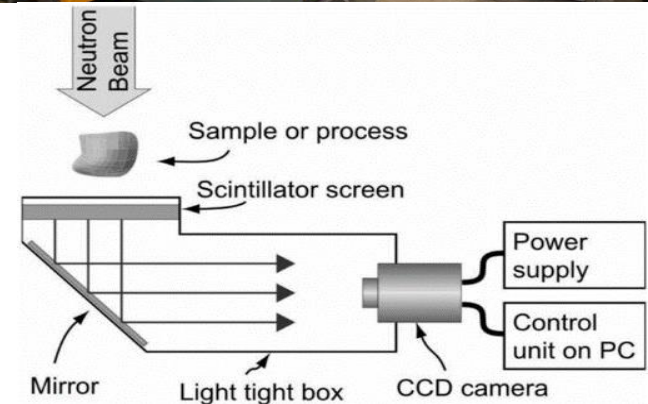 Neutron
Beam
Sample or process
Scintillator screen
Power
supply
Control
unit on PC
Mirror
Light tight box
CCD camera